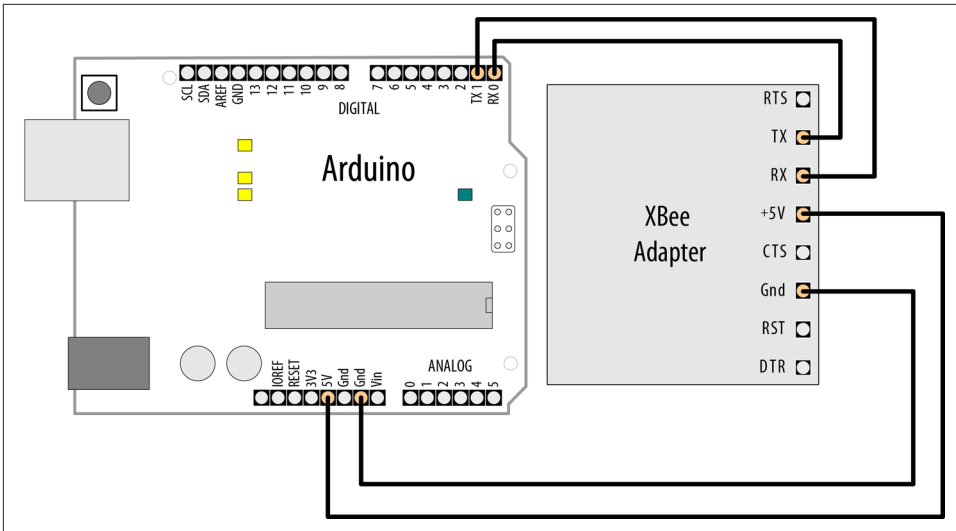 SCL
SDA
AREF
GND
13
12
11
10
9
8
7
6
5
4
3
2
TX 1
RX 0
DIGITAL
Arduino
RTS
TX
RX
+5V
CTS
Gnd
RST
DTR
XBee
Adapter
IOREF
RESET
3V3
5V
Gnd
Gnd
Vin
ANALOG
0
1
2
3
4
5